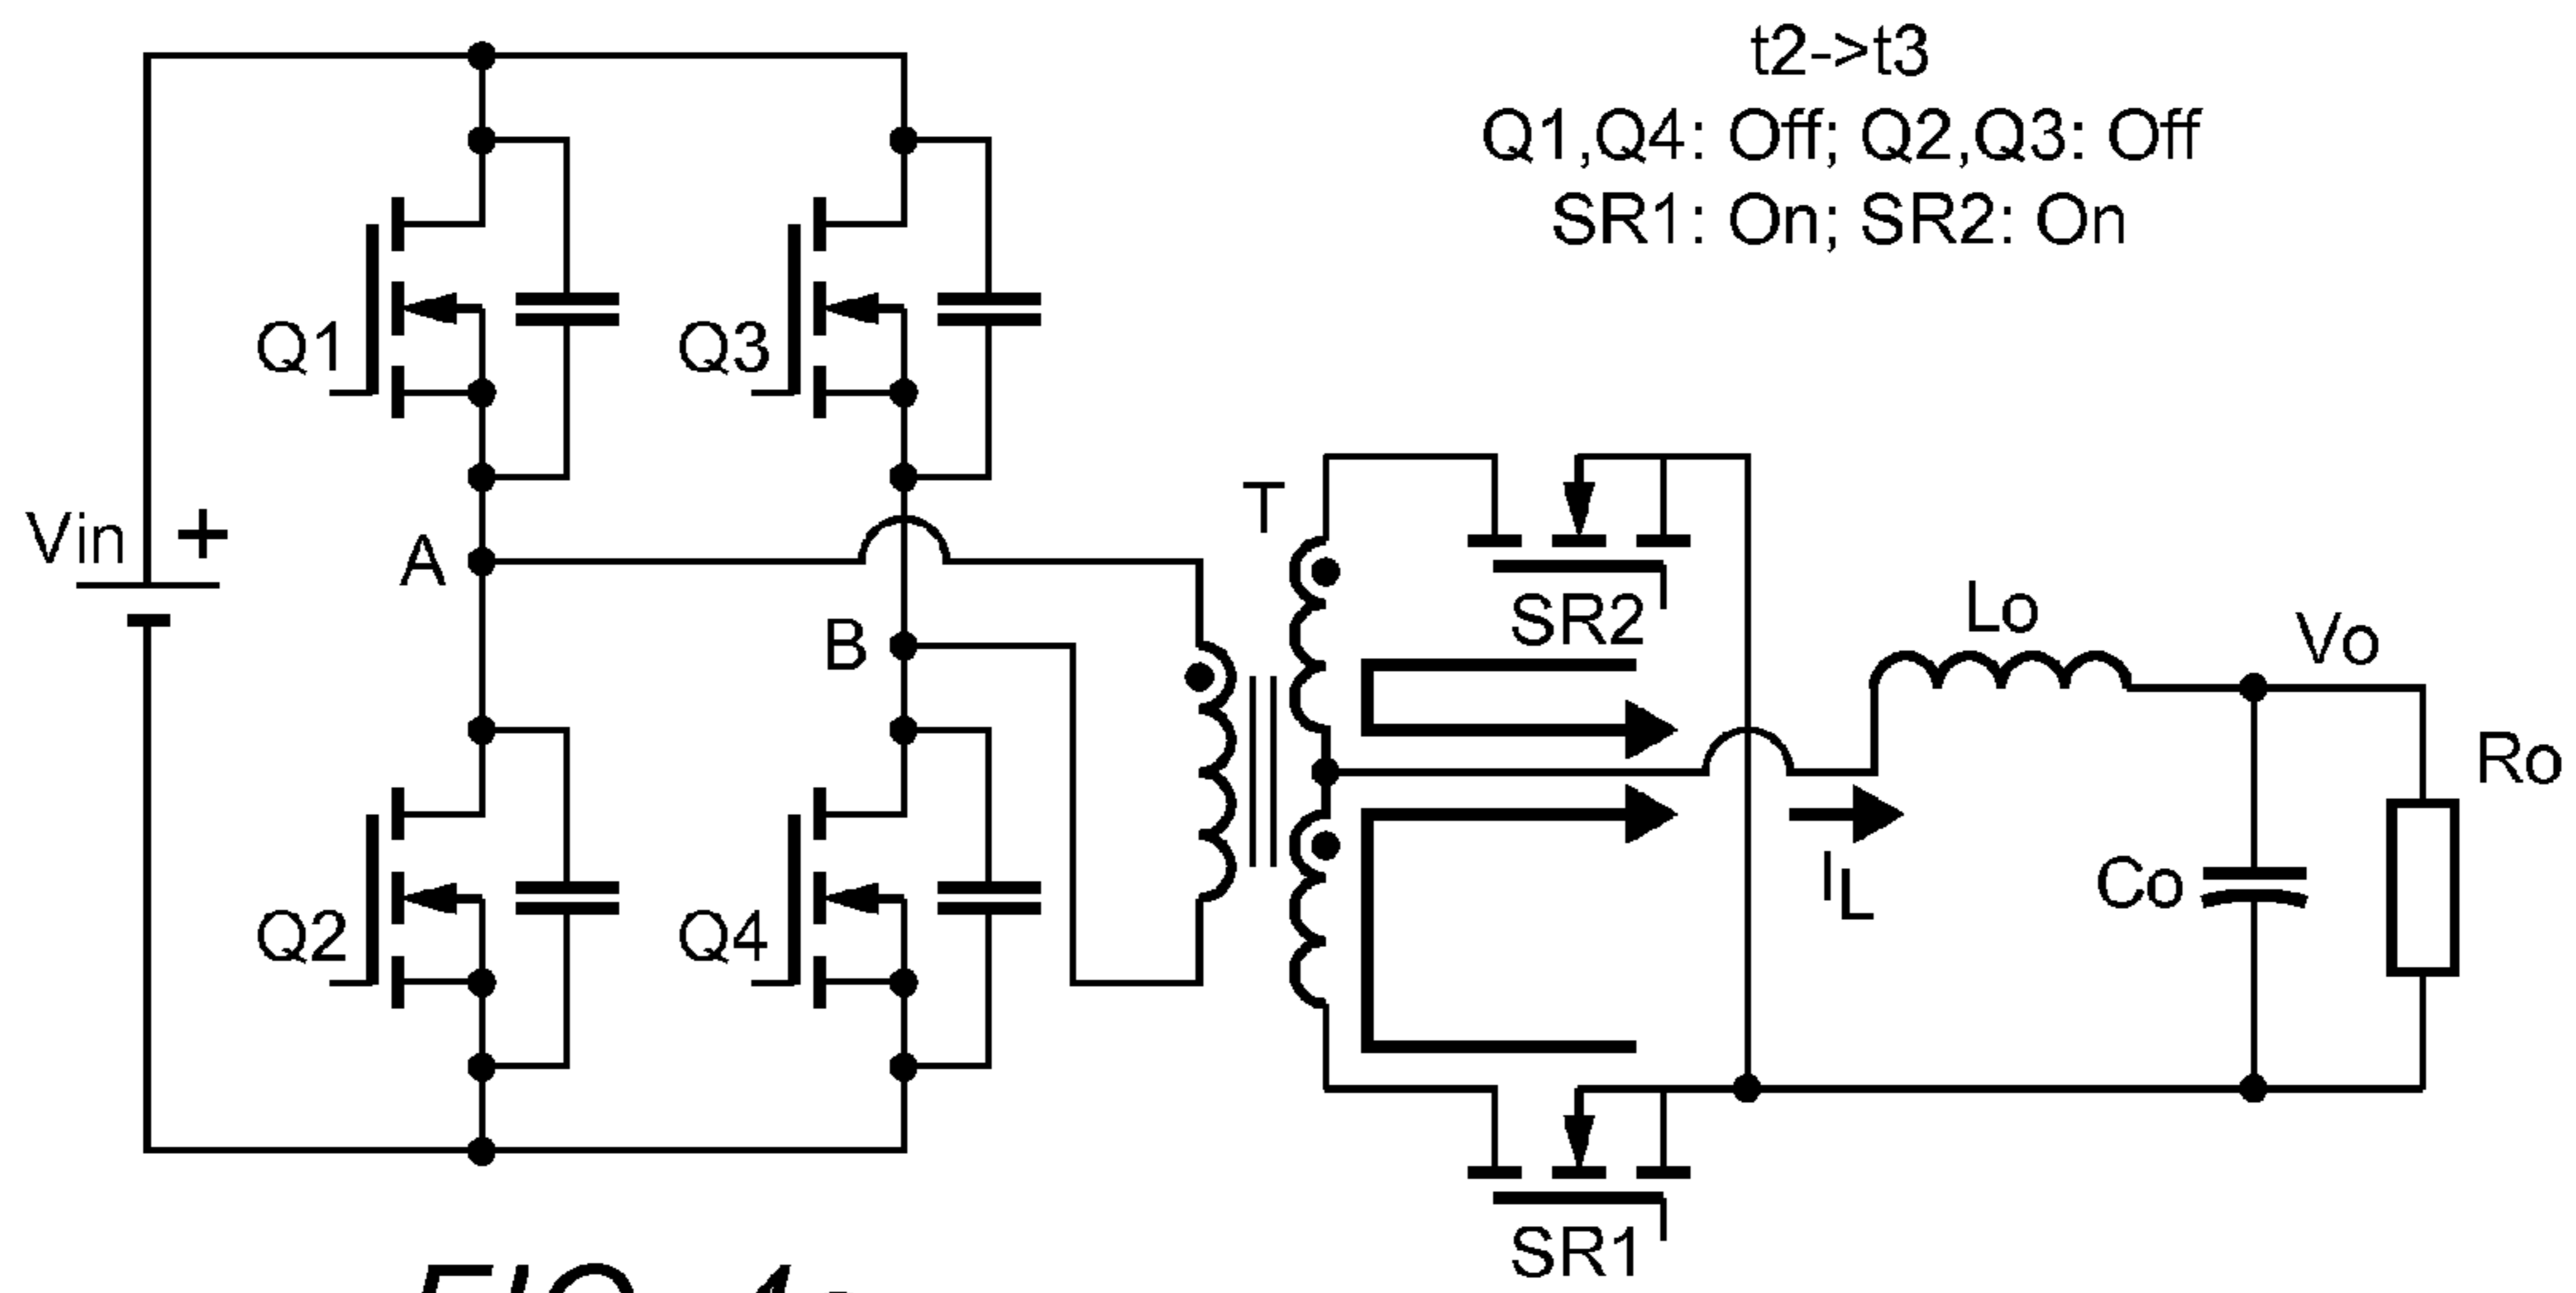 t2->t3
Q1,Q4: Off; Q2,Q3: Off
SR1: On; SR2: On
Q1
Q3
Vin
+
A
T
B
SR2
Lo
Vo
Ro
IL
Co
Q2
Q4
SR1